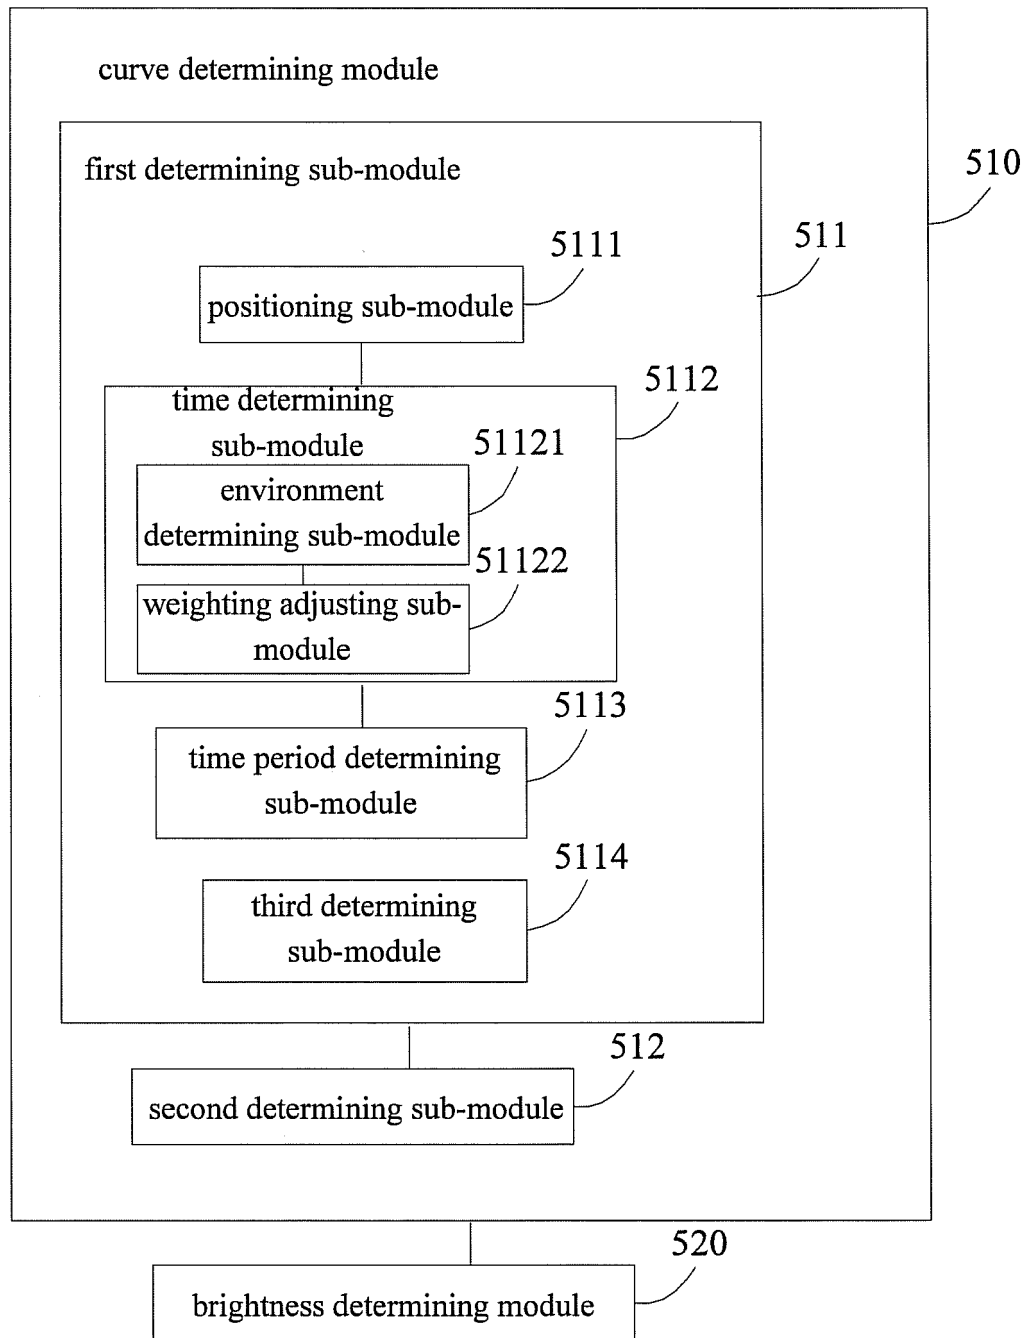 curve determining module
510
first determining sub-module
511
5111
positioning sub-module
5112
time determining
sub-module
51121
environment
determining sub-module
51122
weighting adjusting sub-
module
5113
time period determining
sub-module
5114
third determining
sub-module
512
second determining sub-module
520
brightness determining module